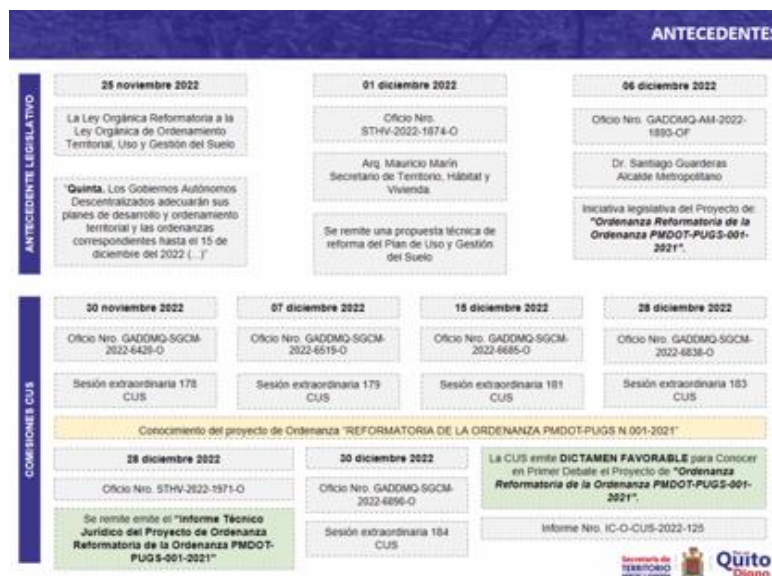 ANTECEDENTES
ANTECEDENTE LEGISLATIVO
25 noviembre 2022
La Ley Orgánica Reformatoria a la
Ley Orgánica de Ordenamiento
Territorial, Uso y Gestión del Suelo
"Quinta. Los Gobiernos Autónomos
Descentralizados adecuarán sus
planes de desarrollo y ordenamiento
territorial y las ordenanzas
correspondientes hasta el 15 de
diciembre del 2022 (...)"
01 diciembre 2022
Oficio Nro.
STHV-2022-1874-O
Arq. Mauricio Marín
Secretario de Territorio, Hábitat y
Vivienda
Se remite una propuesta técnica de
reforma del Plan de Uso y Gestión
del Suelo
06 diciembre 2022
Oficio Nro. GADDMQ-AM-2022-
1893-OF
Dr. Santiago Guarderas
Alcalde Metropolitano
Iniciativa legislativa del Proyecto de:
"Ordenanza Reformatoria de la
Ordenanza PMDOT-PUGS-001-
2021".
COMISIONES CUS
30 noviembre 2022
Oficio Nro. GADDMQ-SGCM-
2022-6420-O
Sesión extraordinaria 178
CUS
07 diciembre 2022
Oficio Nro. GADDMQ-SGCM-
2022-6519-O
Sesión extraordinaria 179
CUS
15 diciembre 2022
Oficio Nro. GADDMQ-SGCM-
2022-6685-O
Sesión extraordinaria 181
CUS
28 diciembre 2022
Oficio Nro. GADDMQ-SGCM-
2022-6838-O
Sesión extraordinaria 183
CUS
Conocimiento del proyecto de Ordenanza "REFORMATORIA DE LA ORDENANZA PMDOT-PUGS N.001-2021"
28 diciembre 2022
Oficio Nro. STHV-2022-1971-O
Se remite emite el "Informe Técnico
Jurídico del Proyecto de Ordenanza
Reformatoria de la Ordenanza PMDOT-
PUGS-001-2021"
30 diciembre 2022
Oficio Nro. GADDMQ-SGCM-
2022-6896-O
Sesión extraordinaria 184
CUS
La CUS emite DICTAMEN FAVORABLE para Conocer
en Primer Debate el Proyecto de "Ordenanza
Reformatoria de la Ordenanza PMDOT-PUGS-001-
2021".
Informe Nro. IC-O-CUS-2022-125
Secretaría de
TERRITORIO
Quito
Digno